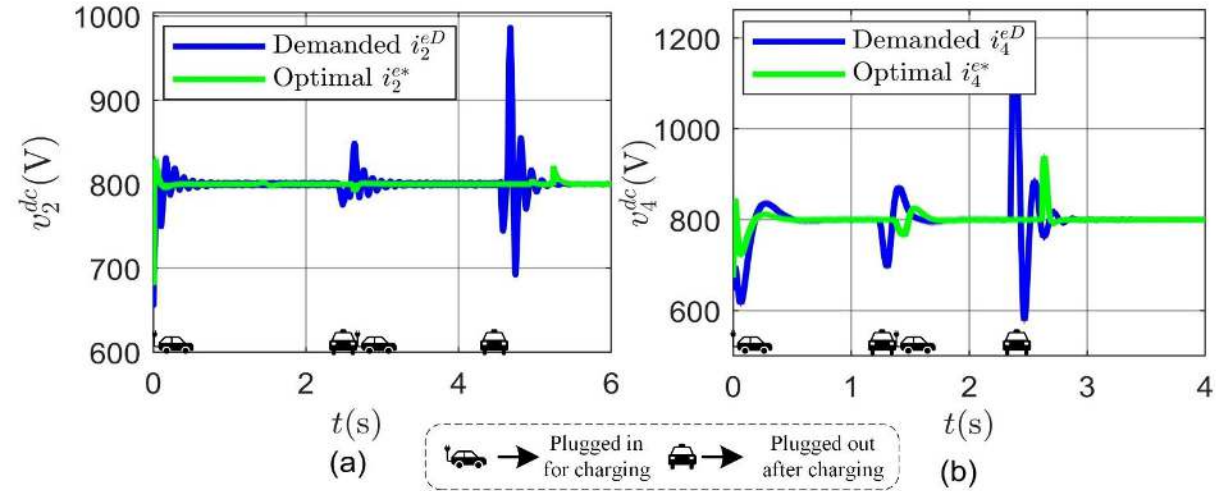 1000
900
800
700
600
v_2^{dc}(V)
Demanded i_2^{eD}
Optimal i_2^{e*}
0 2 4 6
t(s)
(a)
1200
1000
800
600
v_4^{dc}(V)
Demanded i_4^{eD}
Optimal i_4^{e*}
0 1 2 3 4
t(s)
(b)
Plugged in
for charging
Plugged out
after charging